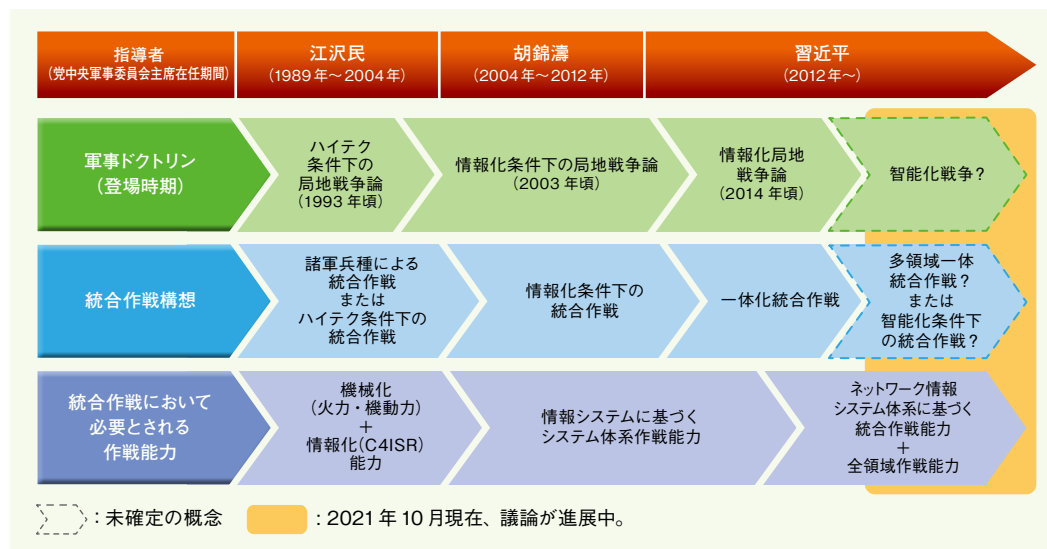 指導者
(党中央軍事委員会主席在任期間)
江沢民
(1989年～2004年)
胡錦濤
(2004年～2012年)
習近平
(2012年～)
軍事ドクトリン
(登場時期)
ハイテク
条件下の
局地戦争論
(1993年頃)
情報化条件下の局地戦争論
(2003年頃)
情報化局地
戦争論
(2014年頃)
智能化戦争？
統合作戦構想
諸軍兵種による
統合作戦
または
ハイテク条件下の
統合作戦
情報化条件下の
統合作戦
一体化統合作戦
多領域一体
統合作戦？
または
智能化条件下
の統合作戦？
統合作戦において
必要とされる
作戦能力
機械化
(火力・機動力)
＋
情報化(C4ISR)
能力
情報システムに基づく
システム体系作戦能力
ネットワーク情報
システム体系に基づく
統合作戦能力
＋
全領域作戦能力
：未確定の概念
：2021年10月現在、議論が進展中。